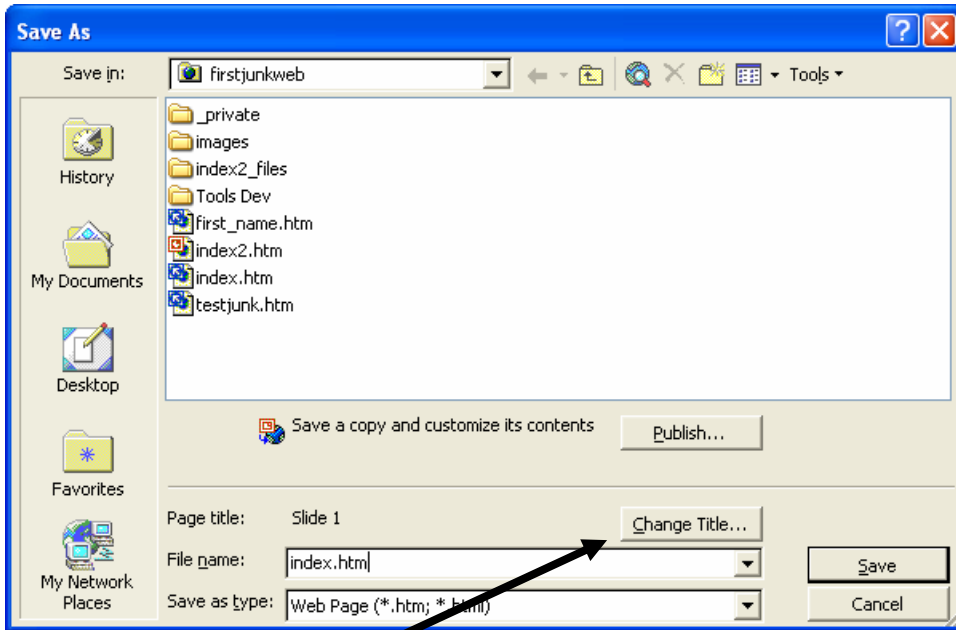 Save As
Save in: firstjunkweb Tools
_private
images
index2_files
Tools Dev
first_name.htm
index2.htm
index.htm
testjunk.htm
History
My Documents
Desktop
Favorites
My Network
Places
Save a copy and customize its contents Publish...
Page title: Slide 1 Change Title...
File name: index.htm Save
Save as type: Web Page (*.htm; *.html) Cancel